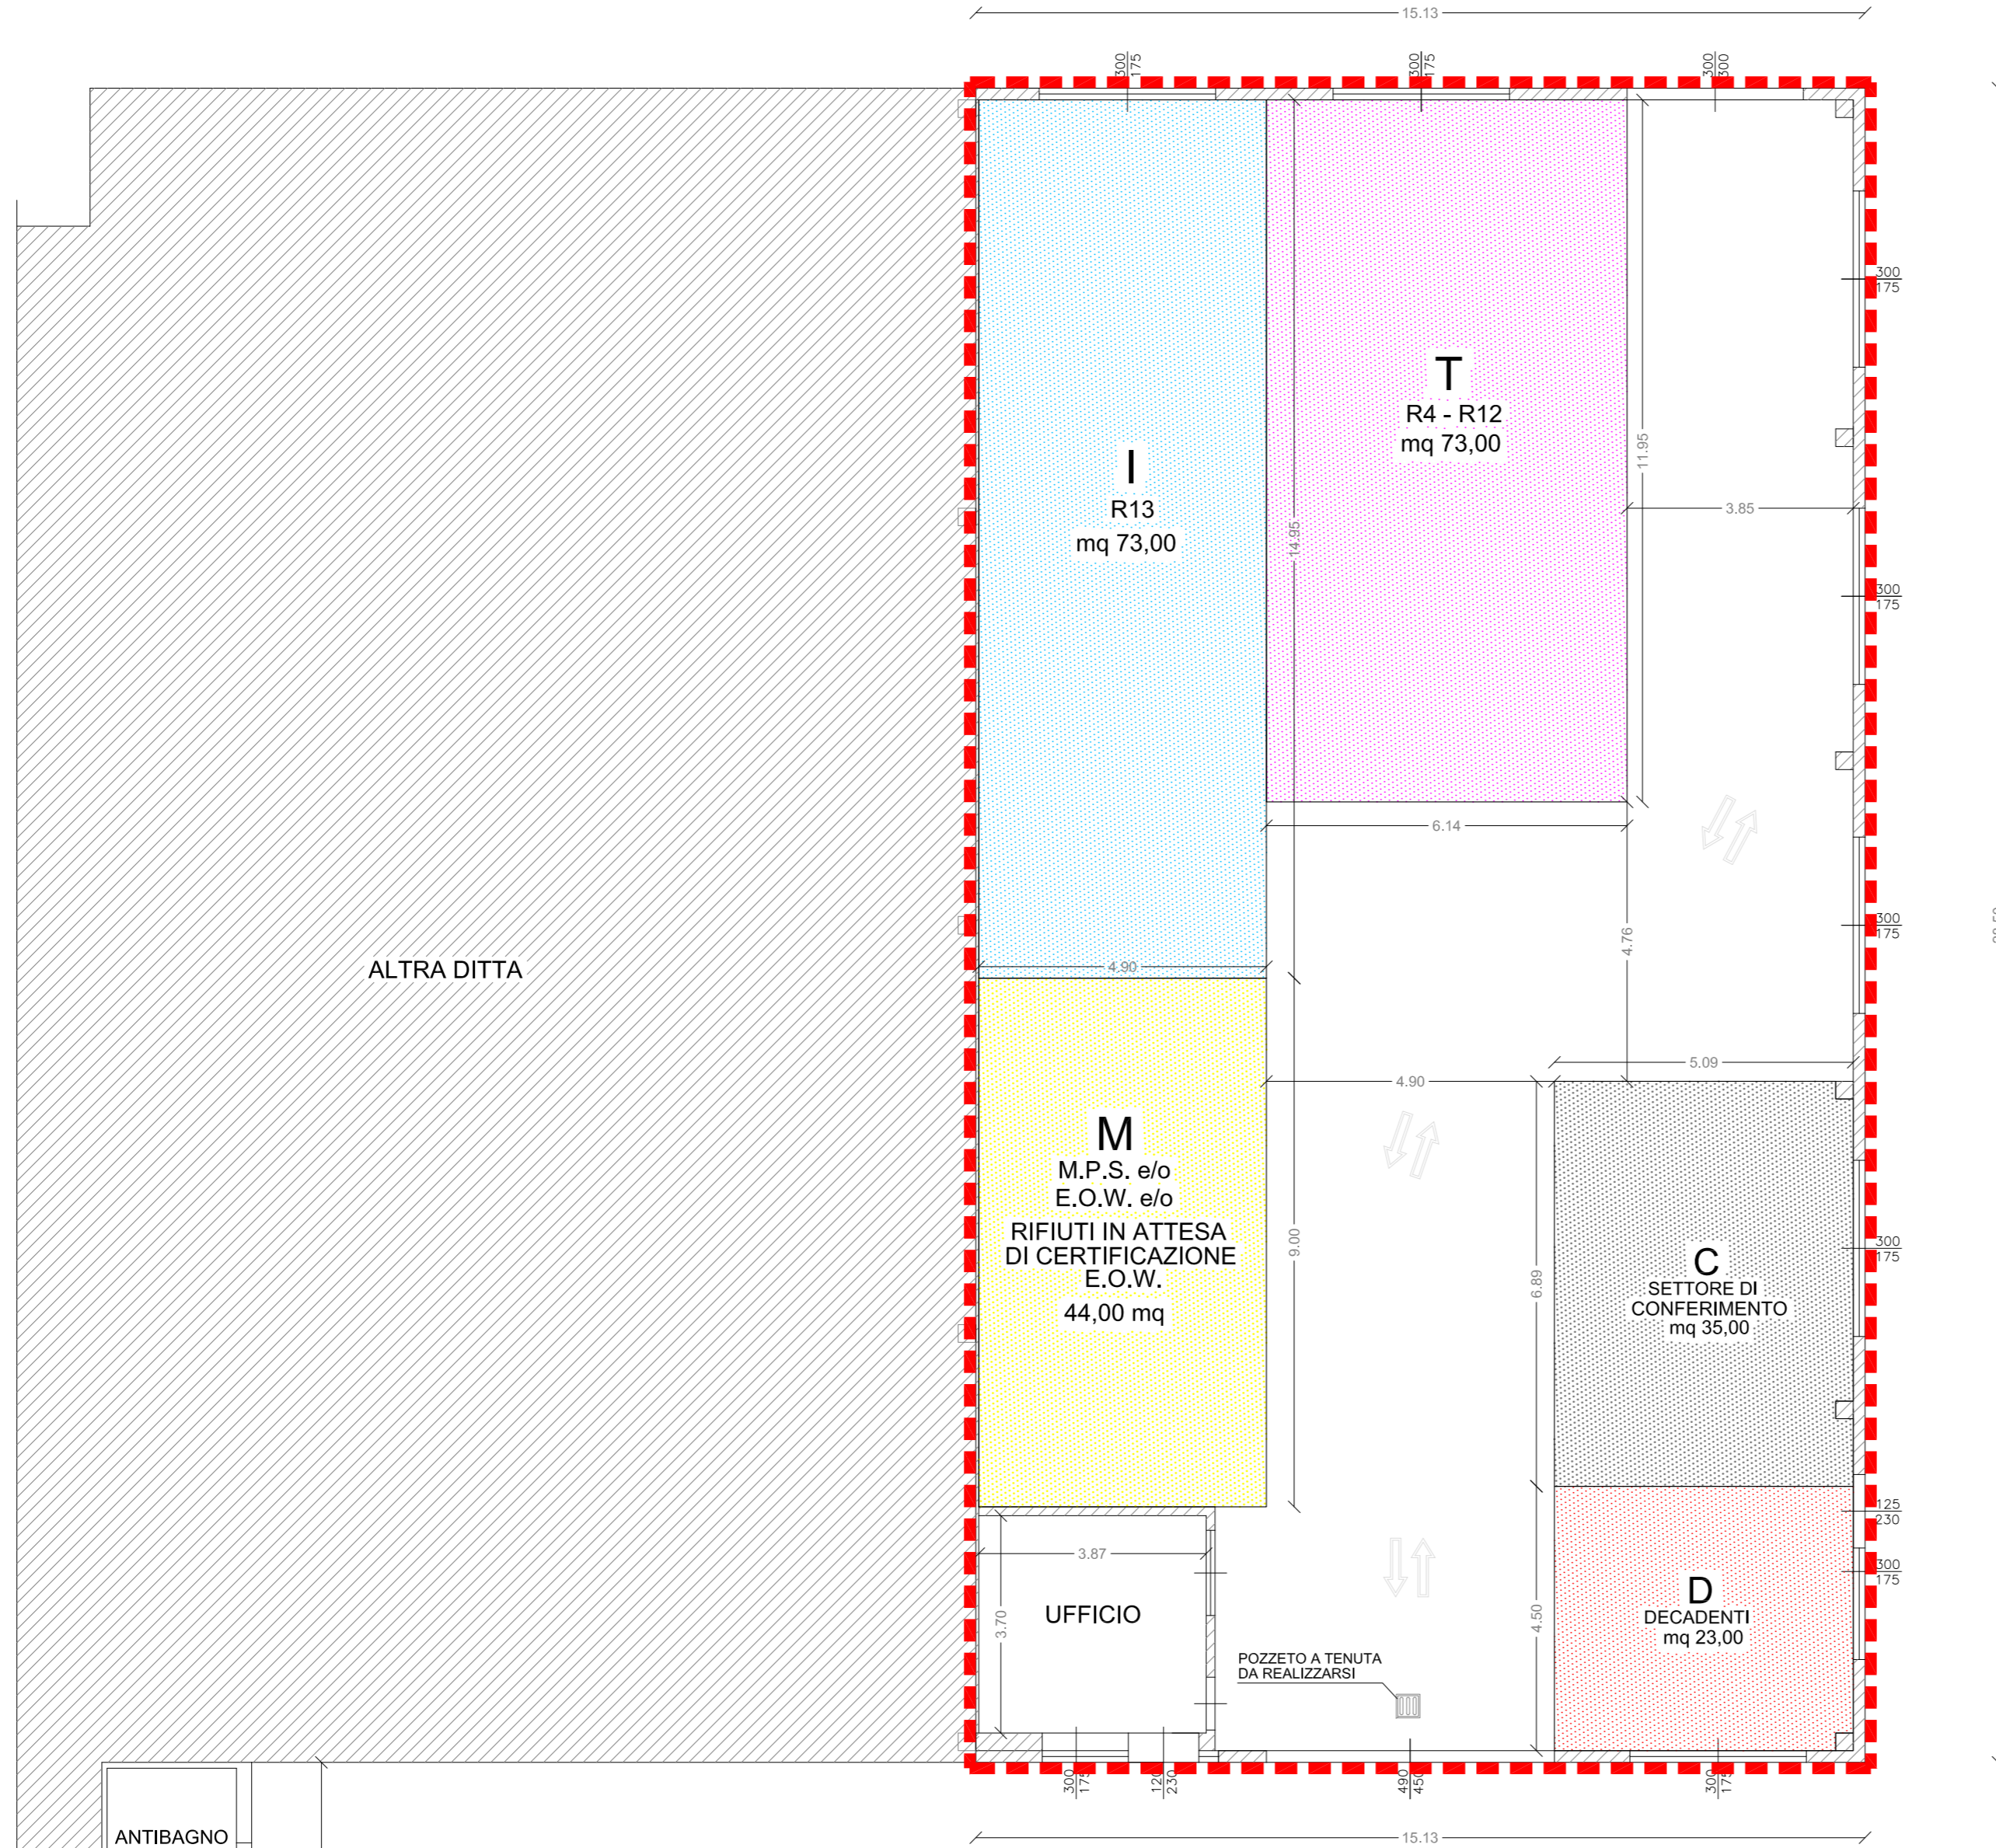 15.13
300
175
300
175
300
300
T
R4 - R12
mq 73,00
I
R13
mq 73,00
11.95
14.95
3.85
300
175
300
175
300
175
6.14
4.76
ALTRA DITTA
4.90
5.09
4.90
M
M.P.S. e/o
E.O.W. e/o
RIFIUTI IN ATTESA
DI CERTIFICAZIONE
E.O.W.
44,00 mq
9.00
6.89
C
SETTORE DI
CONFERIMENTO
mq 35,00
300
175
125
230
300
175
3.87
3.70
UFFICIO
4.50
D
DECADENTI
mq 23,00
POZZETO A TENUTA
DA REALIZZARSI
300
175
120
230
490
450
300
175
ANTIBAGNO
15.13